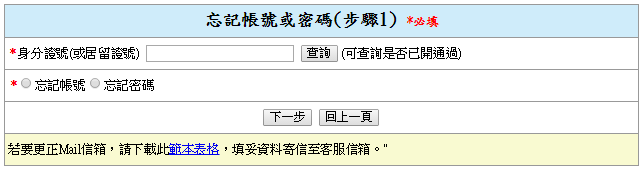 忘記帳號或密碼(步驟1) *必填
*身分證號(或居留證號) 查詢 (可查詢是否已開通過)
*忘記帳號 忘記密碼
下一步 回上一頁
若要更正Mail信箱，請下載此範本表格，填妥資料寄信至客服信箱。"